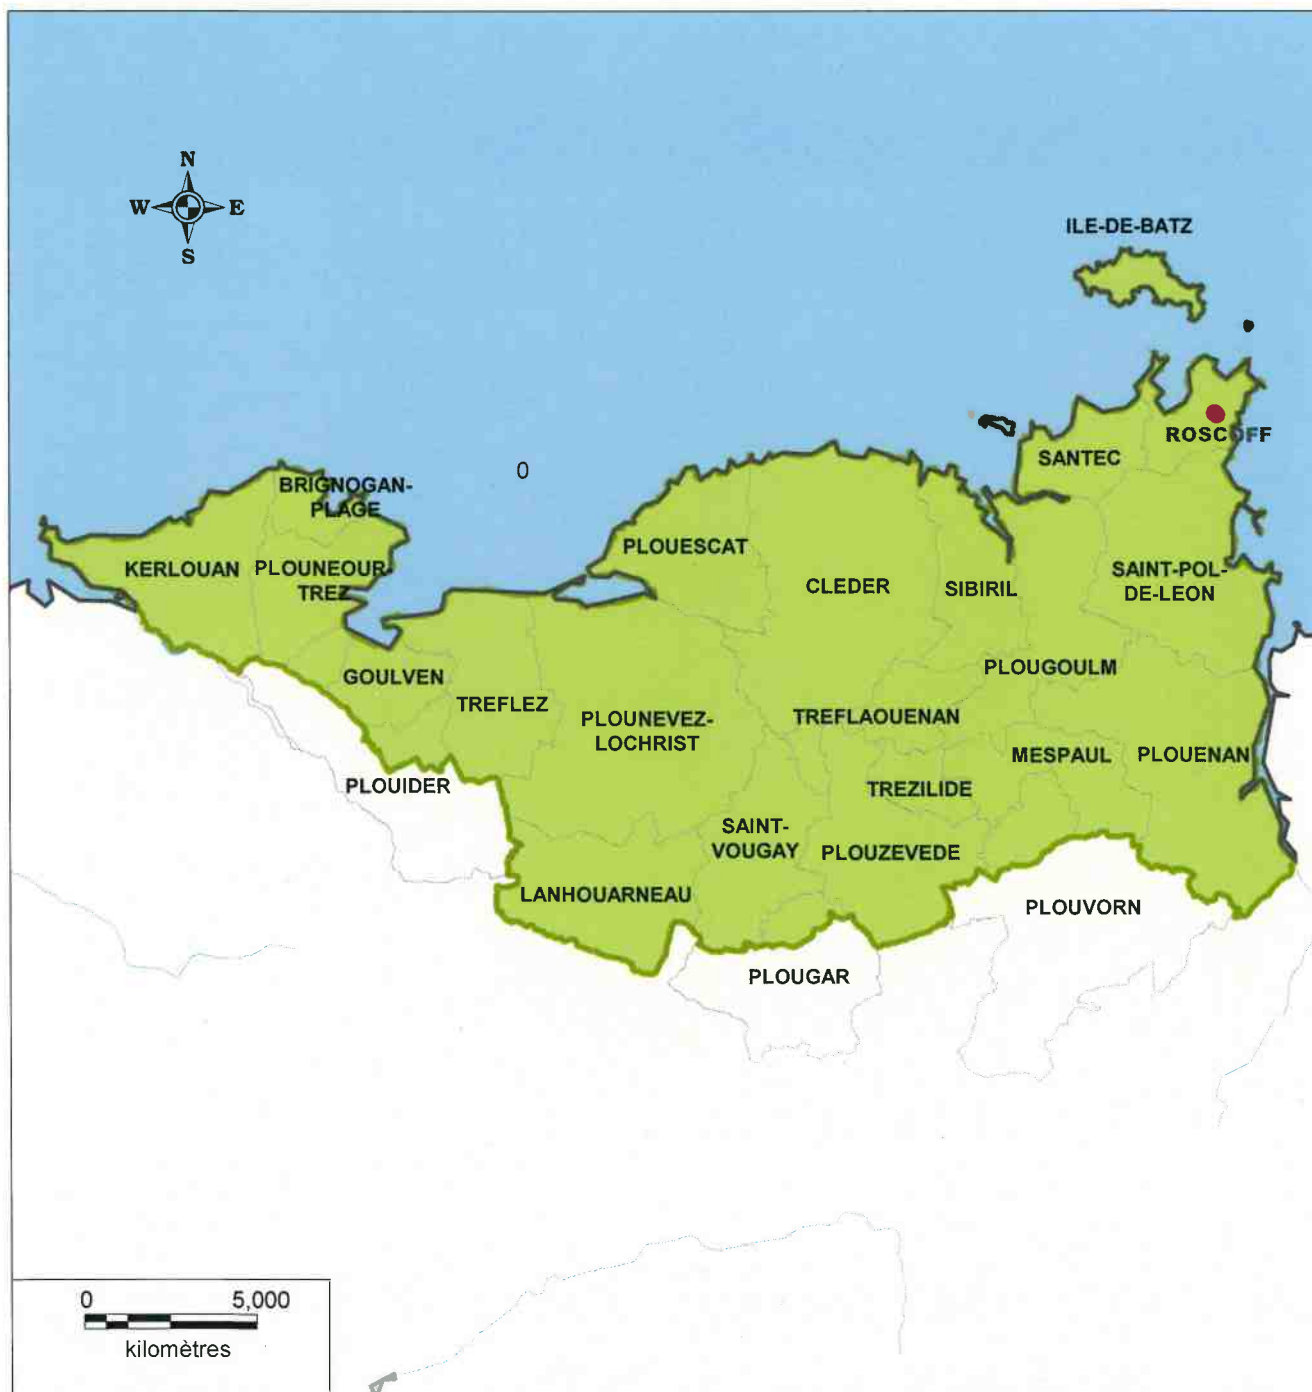 N
W E
S
ILE-DE-BATZ
ROSCOFF
SANTEC
0
BRIGNOGAN-
PLAGE
KERLOUAN
PLOUNEOUR-
TREZ
PLOUESCAT
CLEDER
SIBIRIL
SAINT-POL-
DE-LEON
GOULVEN
TREFLEZ
PLOUNEVEZ-
LOCHRIST
PLOUGOULM
TREFLAOUENAN
MESPAUL
PLOUENAN
PLOUIDER
TREZILIDE
SAINT-
VOUGAY
PLOUZEVEDE
LANHOUARNEAU
PLOUVORN
PLOUGAR
0 5,000
kilomètres